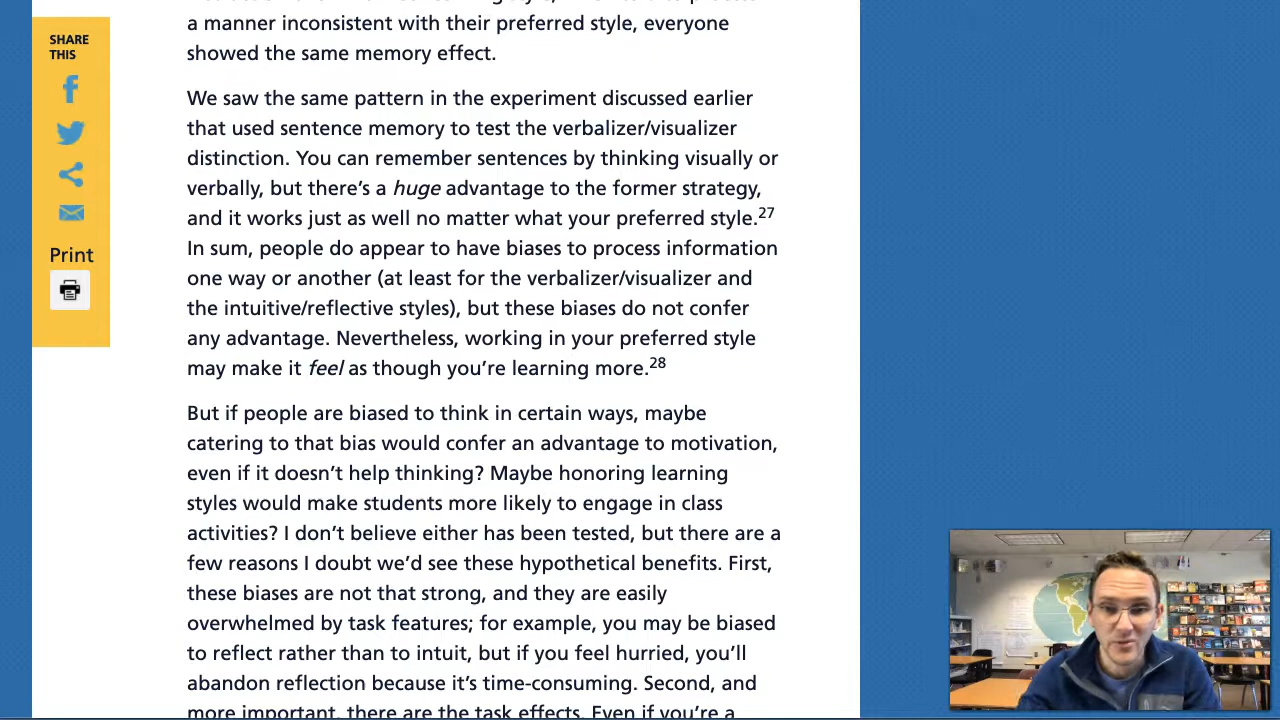 SHARE
THIS
Print
a manner inconsistent with their preferred style, everyone
showed the same memory effect.
We saw the same pattern in the experiment discussed earlier
that used sentence memory to test the verbalizer/visualizer
distinction. You can remember sentences by thinking visually or
verbally, but there’s a huge advantage to the former strategy,
and it works just as well no matter what your preferred style.27
In sum, people do appear to have biases to process information
one way or another (at least for the verbalizer/visualizer and
the intuitive/reflective styles), but these biases do not confer
any advantage. Nevertheless, working in your preferred style
may make it feel as though you’re learning more.28
But if people are biased to think in certain ways, maybe
catering to that bias would confer an advantage to motivation,
even if it doesn’t help thinking? Maybe honoring learning
styles would make students more likely to engage in class
activities? I don’t believe either has been tested, but there are a
few reasons I doubt we’d see these hypothetical benefits. First,
these biases are not that strong, and they are easily
overwhelmed by task features; for example, you may be biased
to reflect rather than to intuit, but if you feel hurried, you’ll
abandon reflection because it’s time-consuming. Second, and
more important, there are the task effects. Even if you’re a